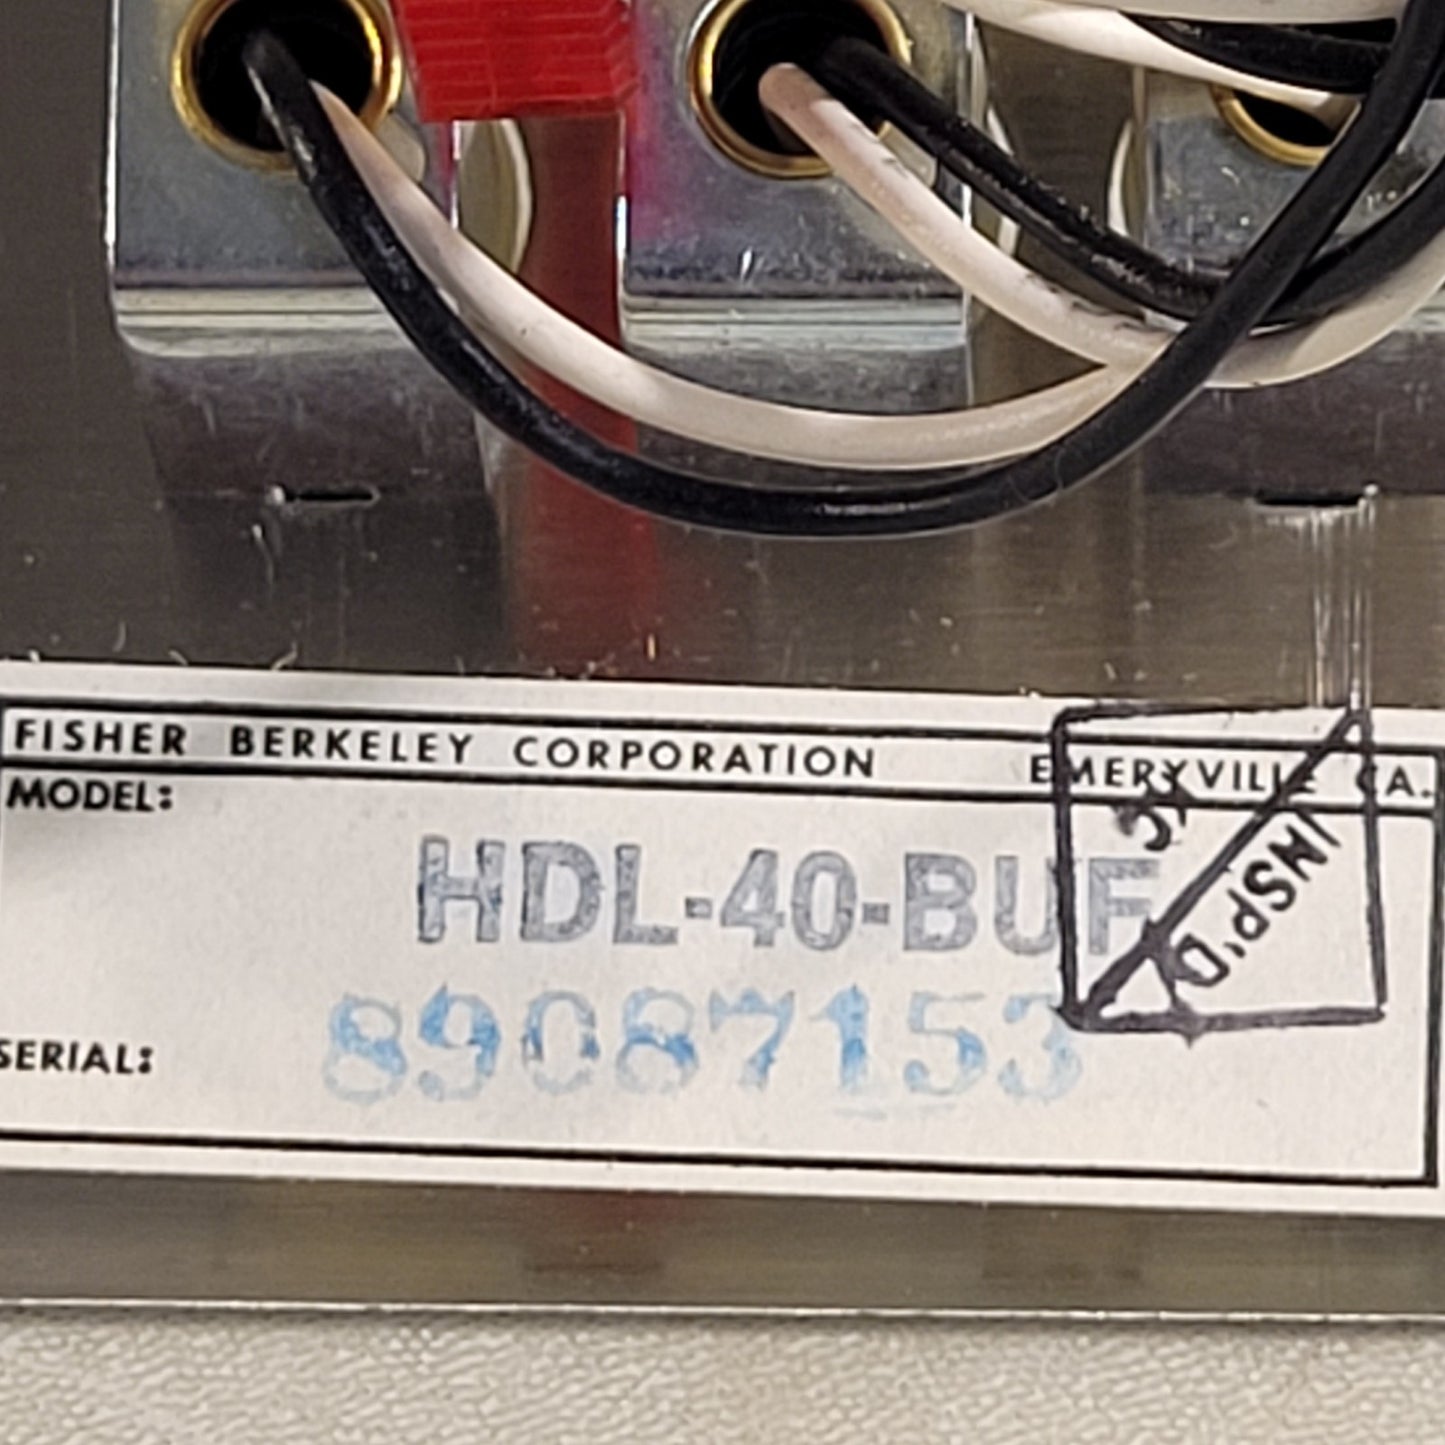 FISHER BERKELEY CORPORATION EMERYVILLE CA.
MODEL:
HDL-40-BUF
SERIAL: 89087153
INSP'D